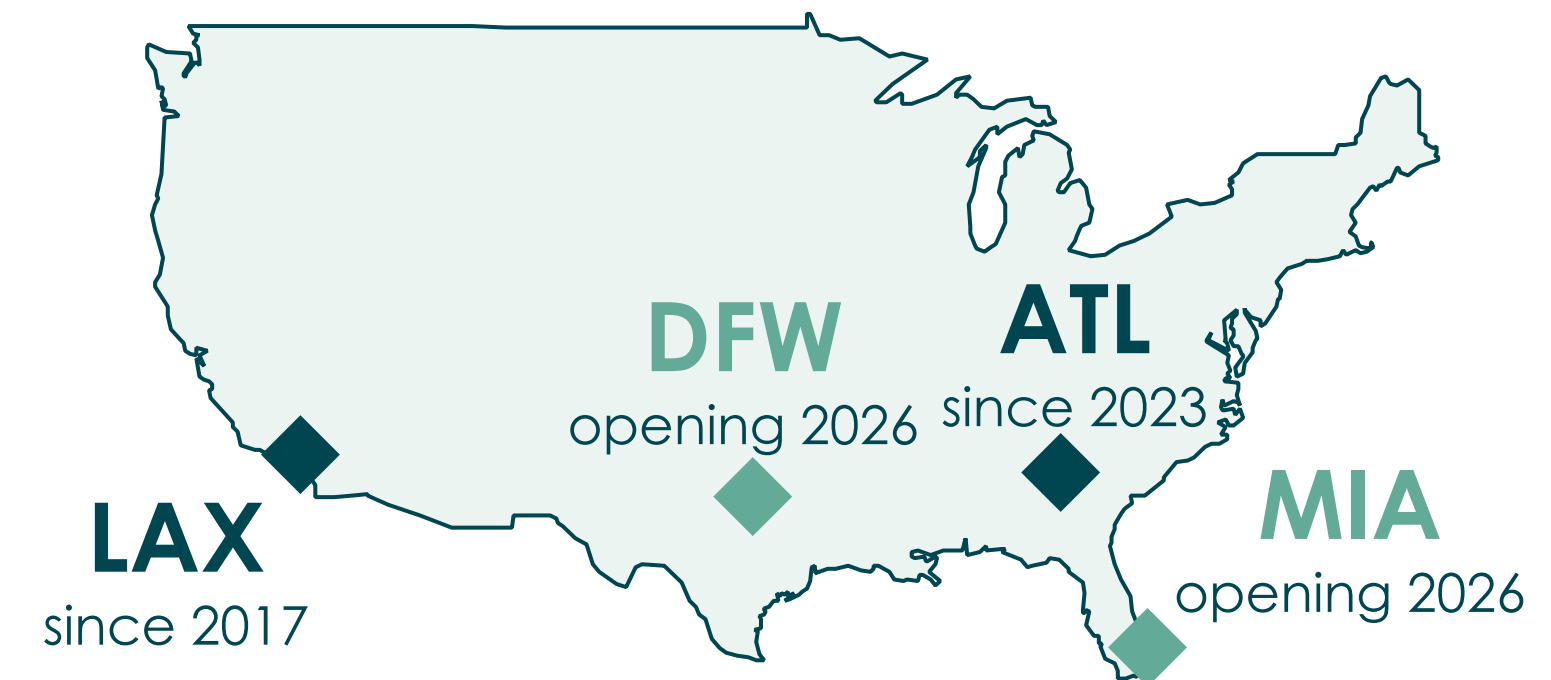 DFW
opening 2026
ATL
since 2023
LAX
since 2017
MIA
opening 2026